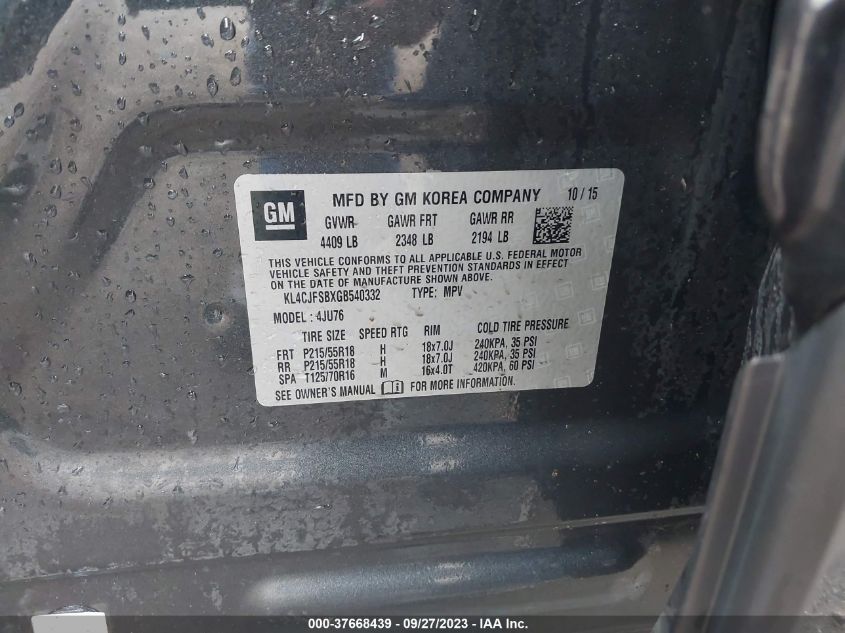 GM
MFD BY GM KOREA COMPANY 10 / 15
GVWR GAWR FRT GAWR RR
4409 LB 2348 LB 2194 LB
THIS VEHICLE CONFORMS TO ALL APPLICABLE U.S. FEDERAL MOTOR
VEHICLE SAFETY AND THEFT PREVENTION STANDARDS IN EFFECT
ON THE DATE OF MANUFACTURE SHOWN ABOVE.
KL4CJFSBXGB540332 TYPE: MPV
MODEL: 4JU76
TIRE SIZE SPEED RTG RIM COLD TIRE PRESSURE
FRT P215/55R18 H 18x7.0J 240KPA, 35 PSI
RR P215/55R18 H 18x7.0J 240KPA, 35 PSI
SPA T125/70R16 M 16x4.0T 420KPA, 60 PSI
SEE OWNER'S MANUAL FOR MORE INFORMATION
000-37668439 - 09/27/2023 - IAA Inc.